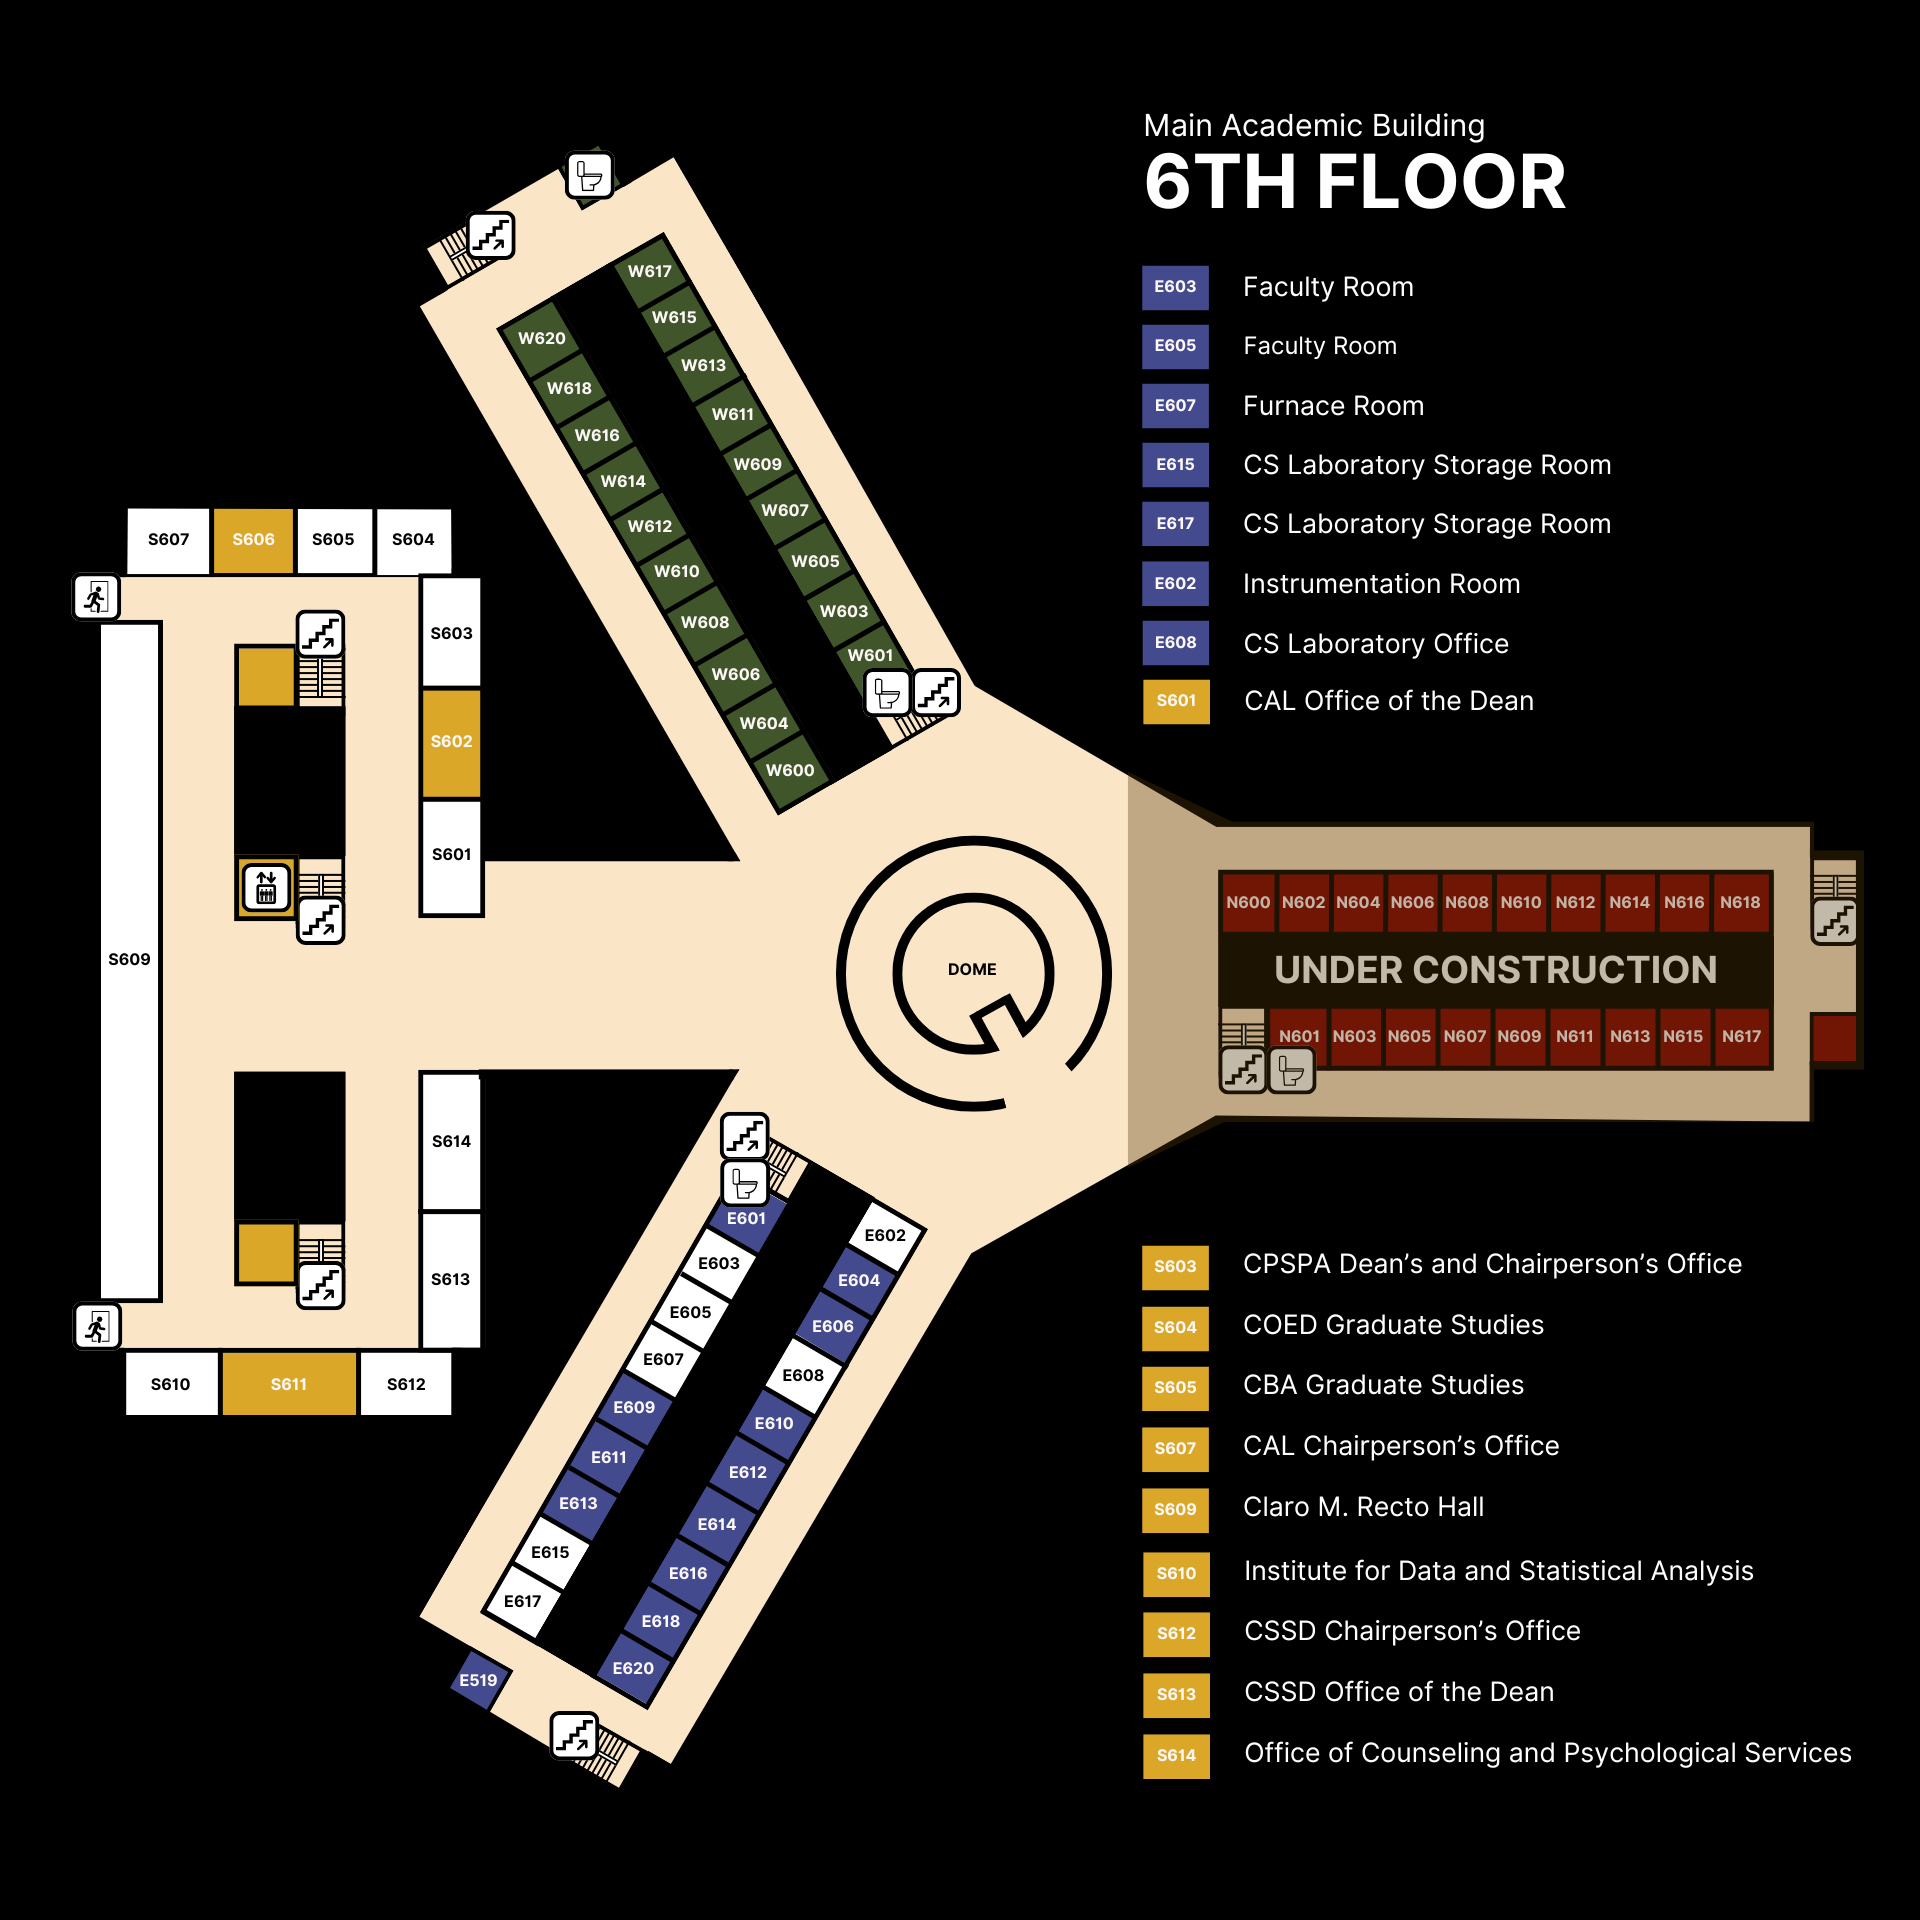 Main Academic Building
6TH FLOOR
E603 Faculty Room
E605 Faculty Room
E607 Furnace Room
E615 CS Laboratory Storage Room
E617 CS Laboratory Storage Room
E602 Instrumentation Room
E608 CS Laboratory Office
S601 CAL Office of the Dean
W617
W615
W613
W611
W609
W607
W605
W603
W601
W620
W618
W616
W614
W612
W610
W608
W606
W604
W600
S607 S606 S605 S604
S603
S602
S601
S609
S614
S613
S610 S611 S612
DOME
N600 N602 N604 N606 N608 N610 N612 N614 N616 N618
UNDER CONSTRUCTION
N601 N603 N605 N607 N609 N611 N613 N615 N617
E601
E603
E605
E607
E609
E611
E613
E615
E617
E602
E604
E606
E608
E610
E612
E614
E616
E618
E620
E519
S603 CPSPA Dean’s and Chairperson’s Office
S604 COED Graduate Studies
S605 CBA Graduate Studies
S607 CAL Chairperson’s Office
S609 Claro M. Recto Hall
S610 Institute for Data and Statistical Analysis
S612 CSSD Chairperson’s Office
S613 CSSD Office of the Dean
S614 Office of Counseling and Psychological Services